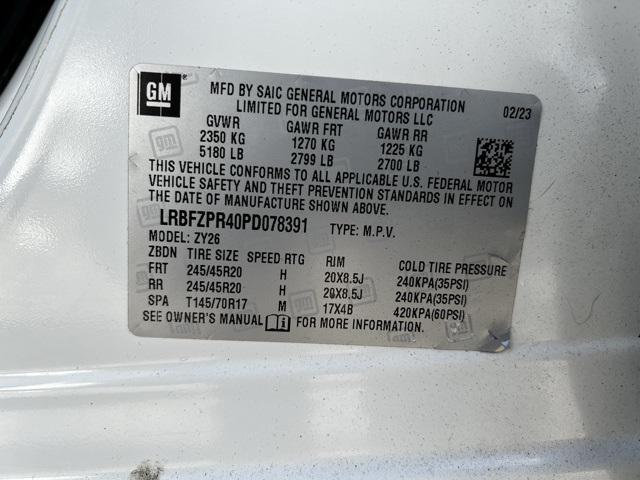 GM
MFD BY SAIC GENERAL MOTORS CORPORATION
LIMITED FOR GENERAL MOTORS LLC 02/23
GVWR GAWR FRT GAWR RR
2350 KG 1270 KG 1225 KG
5180 LB 2799 LB 2700 LB
THIS VEHICLE CONFORMS TO ALL APPLICABLE U.S. FEDERAL MOTOR
VEHICLE SAFETY AND THEFT PREVENTION STANDARDS IN EFFECT ON
THE DATE OF MANUFACTURE SHOWN ABOVE.
LRBFZPR40PD078391 TYPE: M.P.V.
MODEL: ZY26
ZBDN TIRE SIZE SPEED RTG RIM COLD TIRE PRESSURE
FRT 245/45R20 H 20X8.5J 240KPA(35PSI)
RR 245/45R20 H 20X8.5J 240KPA(35PSI)
SPA T145/70R17 M 17X4B 420KPA(60PSI)
SEE OWNER'S MANUAL FOR MORE INFORMATION.